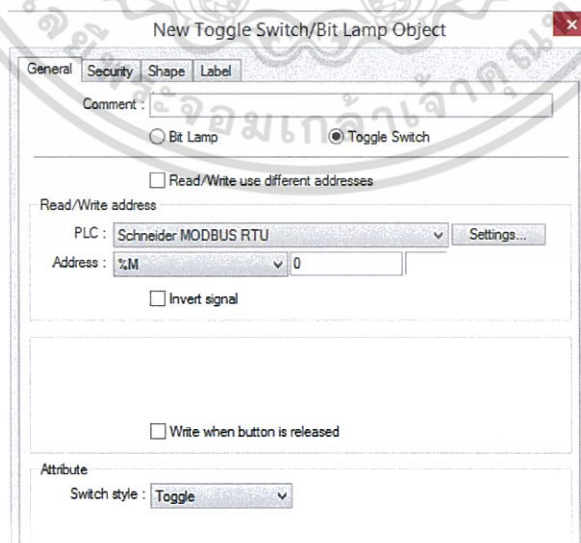 New Toggle Switch/Bit Lamp Object
General Security Shape Label
Comment :
Bit Lamp Toggle Switch
Read/Write use different addresses
Read/Write address
PLC : Schneider MODBUS RTU Settings...
Address : %M 0
Invert signal
Write when button is released
Attribute
Switch style : Toggle